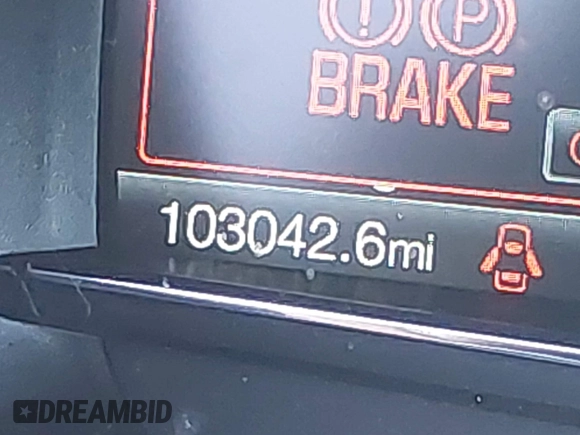 ! P
BRAKE
103042.6mi
DREAMBID